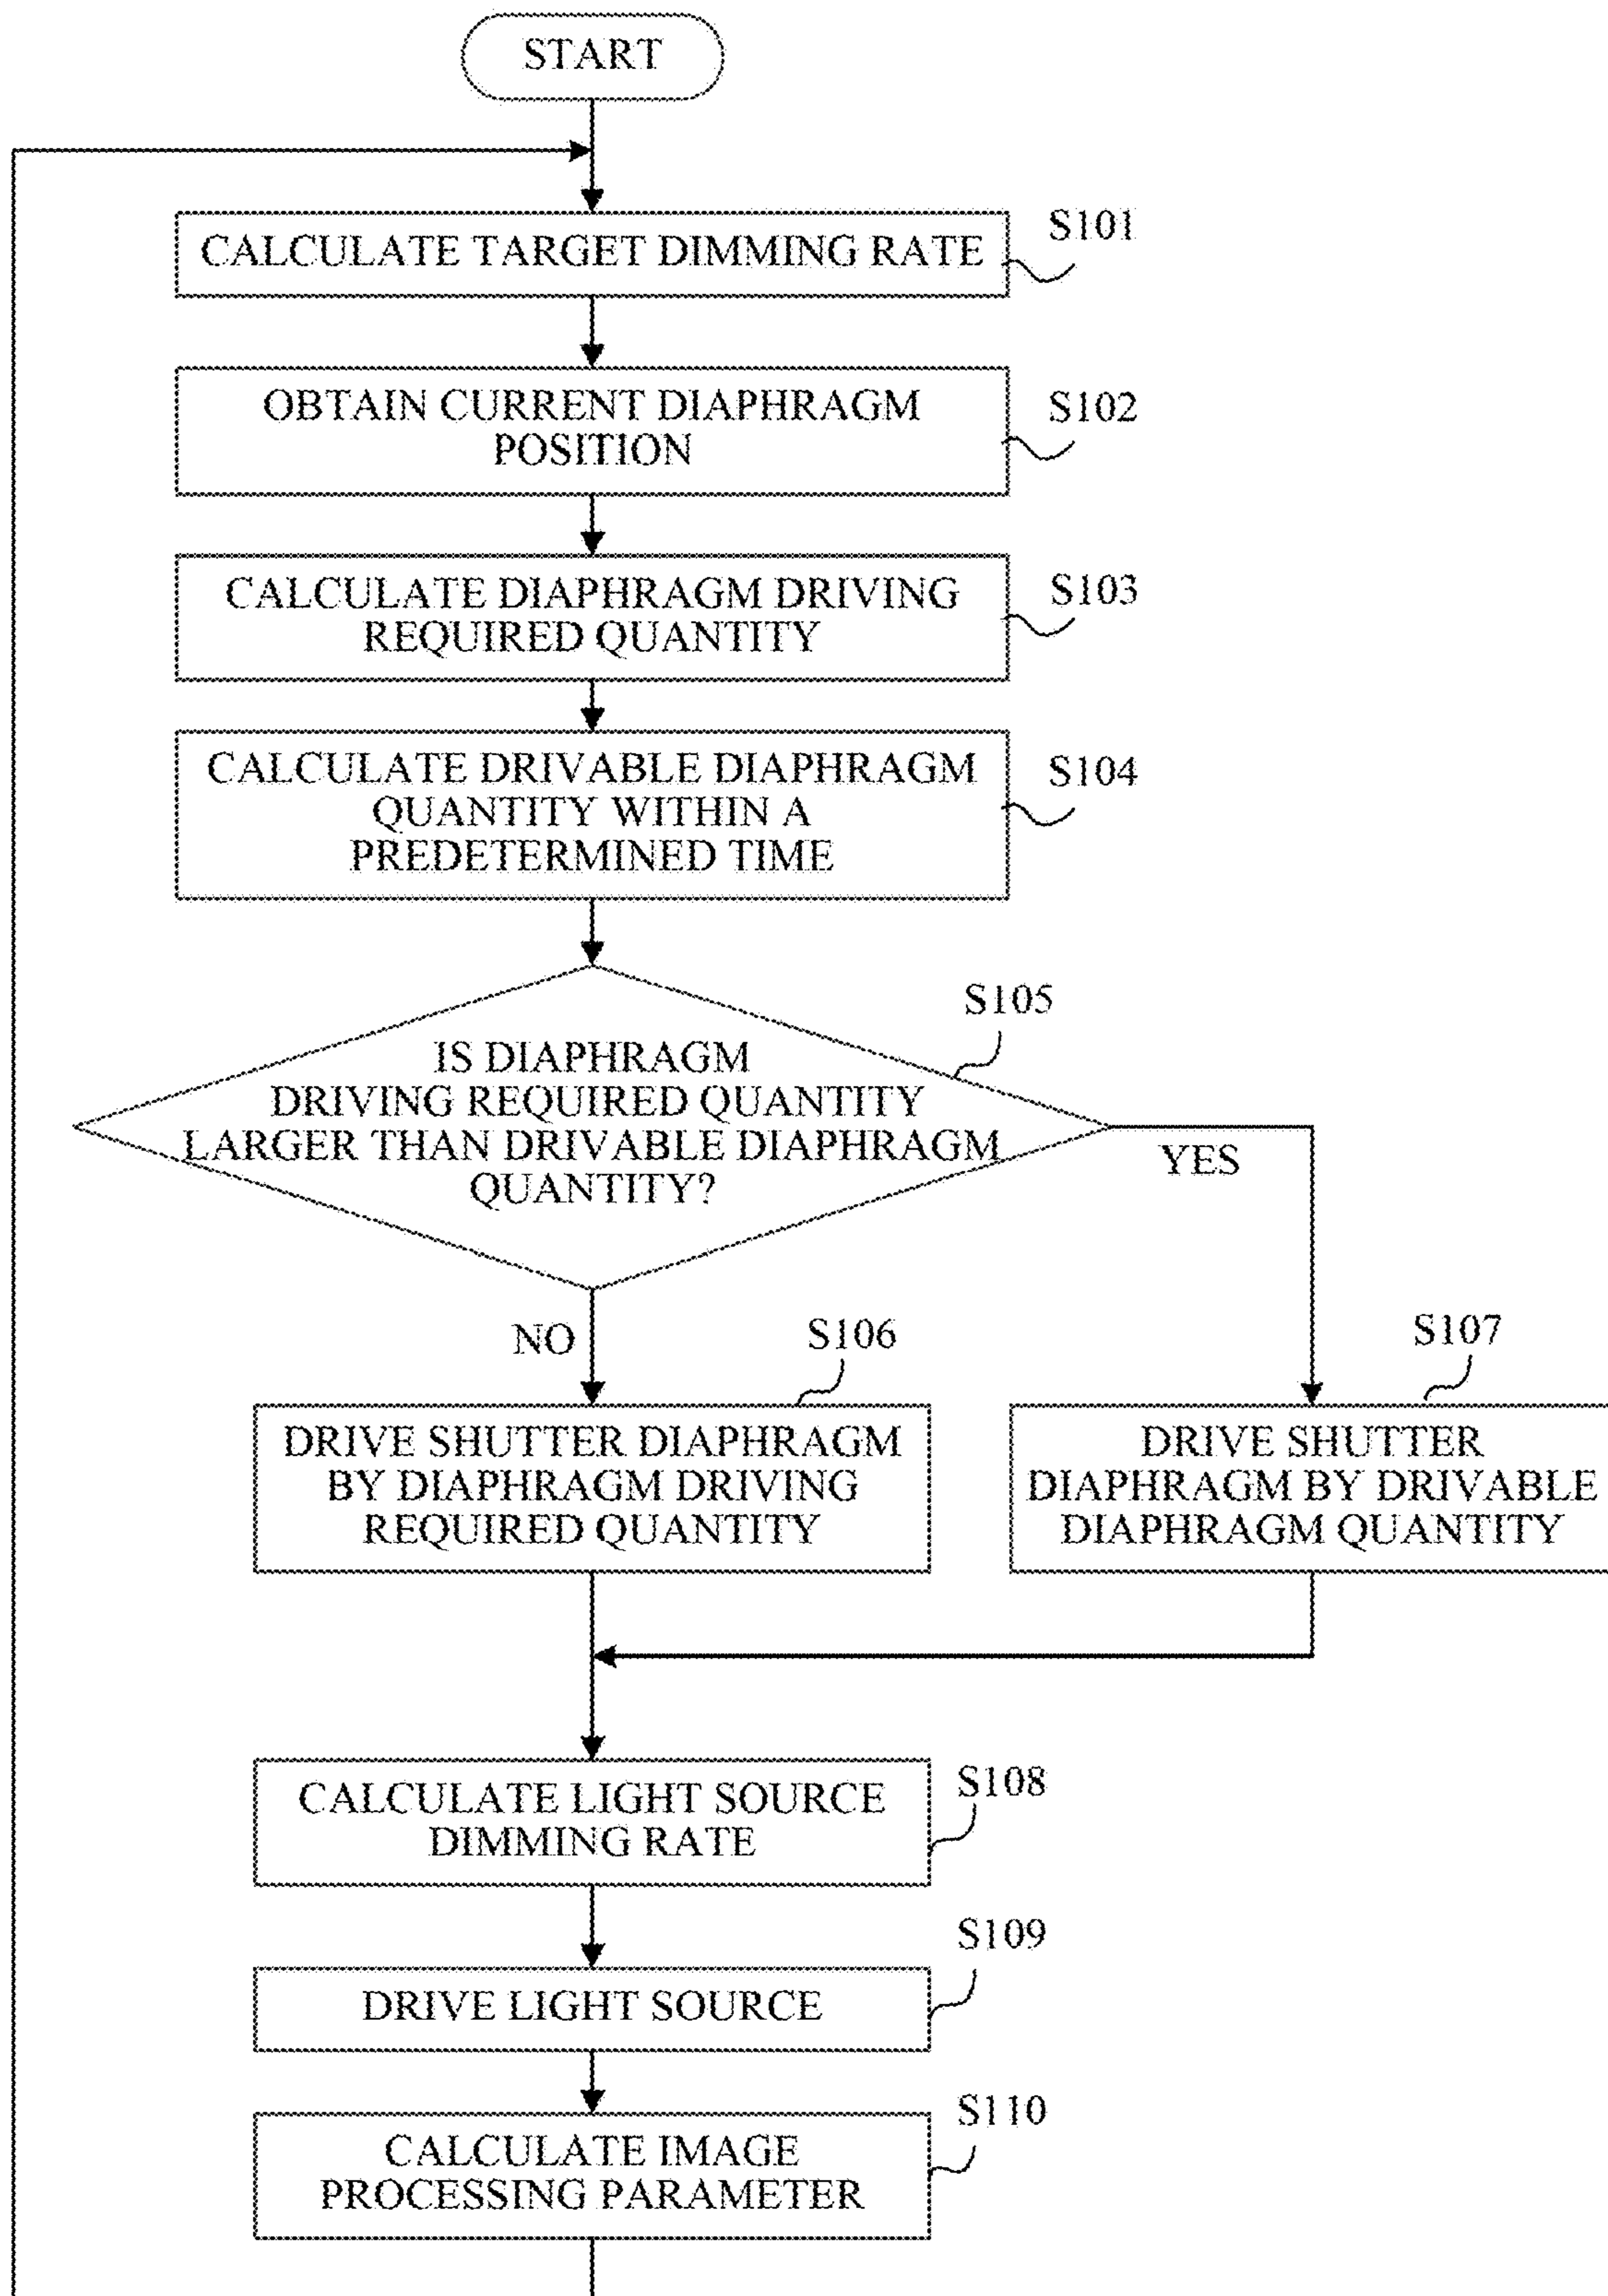 START
CALCULATE TARGET DIMMING RATE
S101
OBTAIN CURRENT DIAPHRAGM
POSITION
S102
CALCULATE DIAPHRAGM DRIVING
REQUIRED QUANTITY
S103
CALCULATE DRIVABLE DIAPHRAGM
QUANTITY WITHIN A
PREDETERMINED TIME
S104
S105
IS DIAPHRAGM
DRIVING REQUIRED QUANTITY
LARGER THAN DRIVABLE DIAPHRAGM
QUANTITY?
YES
NO
S106
DRIVE SHUTTER DIAPHRAGM
BY DIAPHRAGM DRIVING
REQUIRED QUANTITY
S107
DRIVE SHUTTER
DIAPHRAGM BY DRIVABLE
DIAPHRAGM QUANTITY
CALCULATE LIGHT SOURCE
DIMMING RATE
S108
DRIVE LIGHT SOURCE
S109
CALCULATE IMAGE
PROCESSING PARAMETER
S110